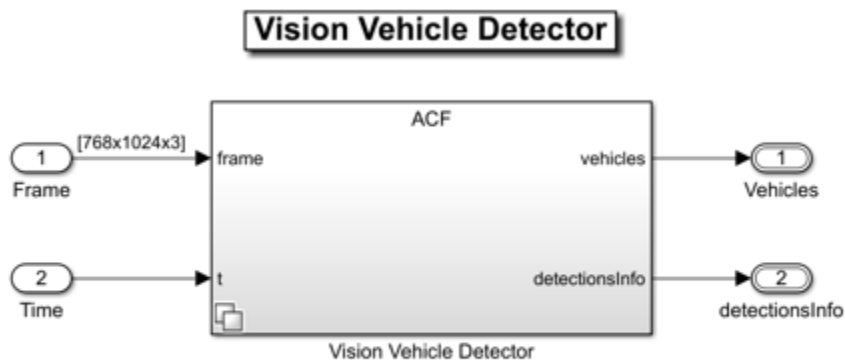 Vision Vehicle Detector
ACF
[768x1024x3]
1
frame
vehicles
1
Frame
Vehicles
2
t
detectionsInfo
2
Time
detectionsInfo
Vision Vehicle Detector